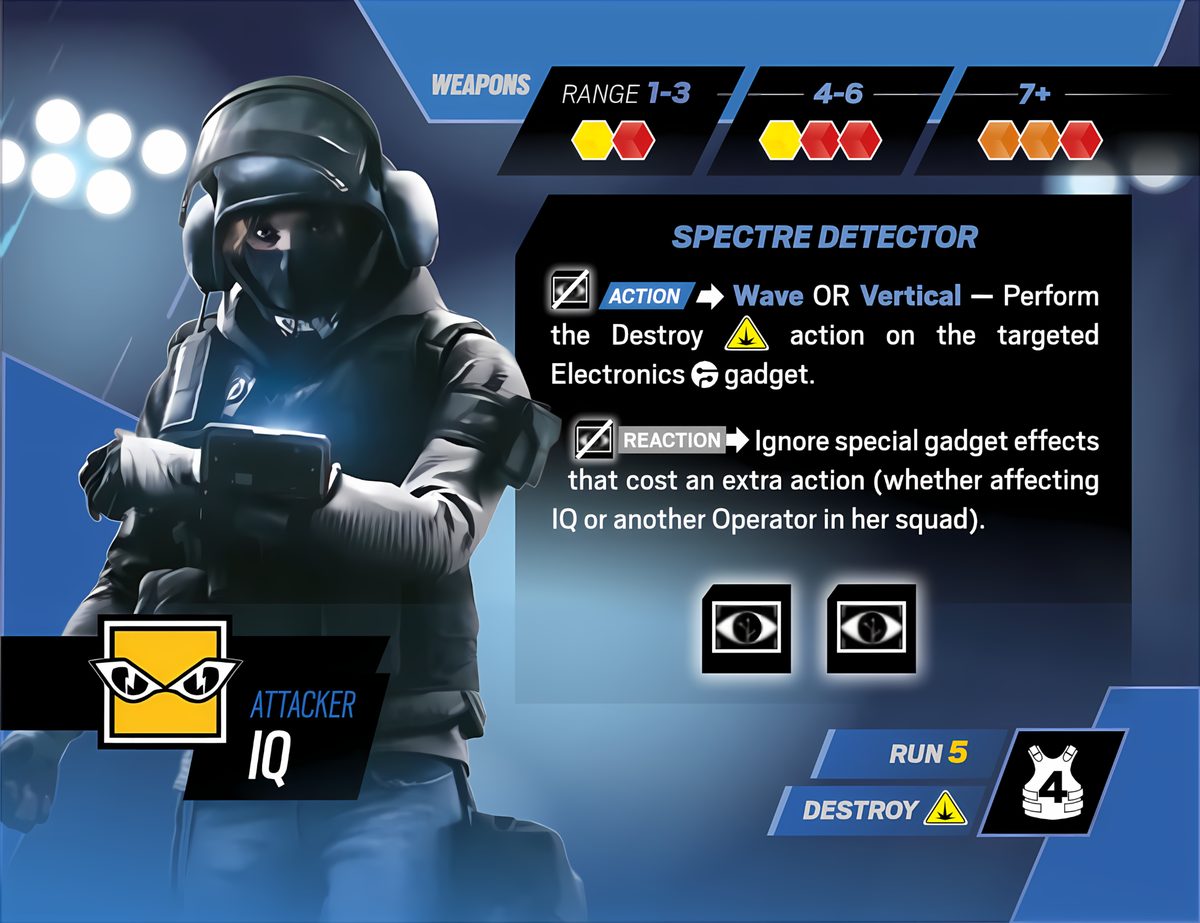 WEAPONS
RANGE 1-3
4-6
7+
SPECTRE DETECTOR
ACTION Wave OR Vertical — Perform
the Destroy action on the targeted
Electronics gadget.
REACTION Ignore special gadget effects
that cost an extra action (whether affecting
IQ or another Operator in her squad).
ATTACKER
IQ
RUN 5
DESTROY
4